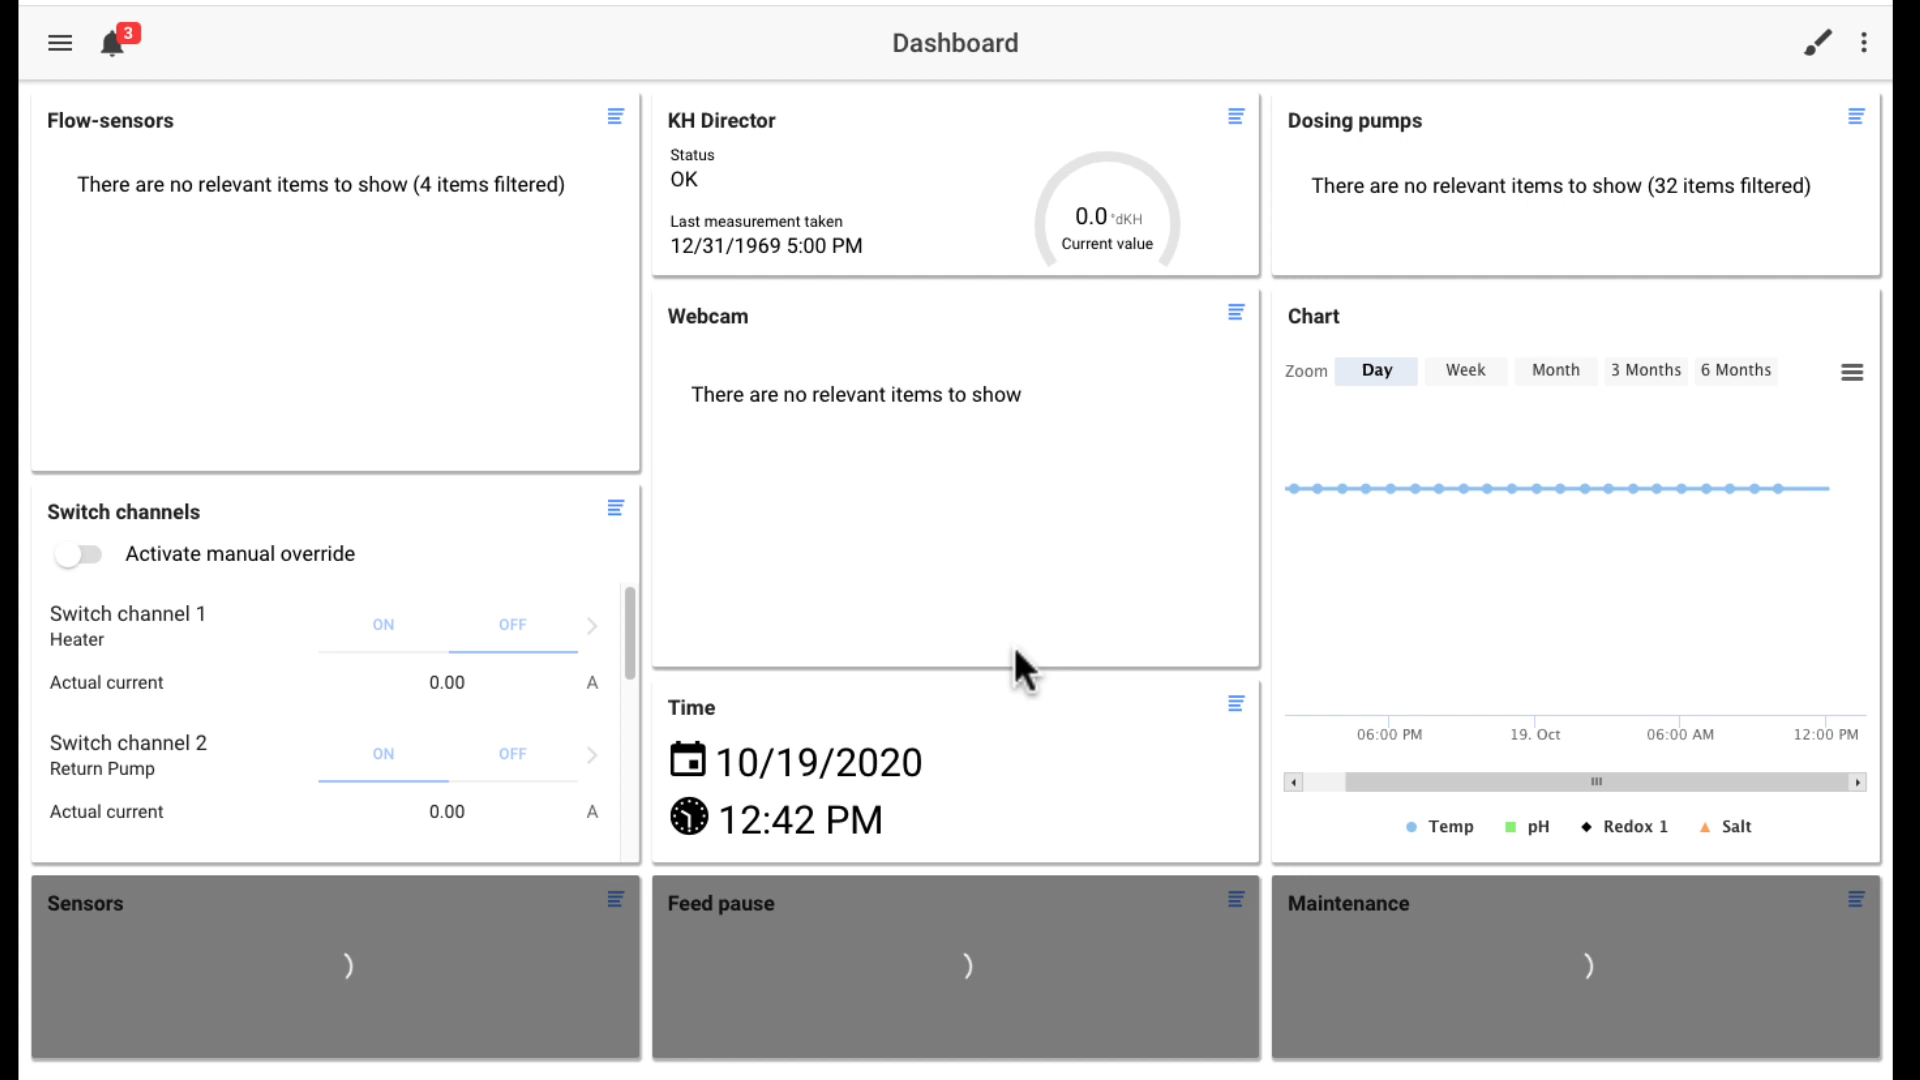 3
Dashboard
Flow-sensors
There are no relevant items to show (4 items filtered)
KH Director
Status
OK
Last measurement taken
12/31/1969 5:00 PM
0.0 °dKH
Current value
Dosing pumps
There are no relevant items to show (32 items filtered)
Switch channels
Activate manual override
Switch channel 1
Heater
ON OFF
Actual current 0.00 A
Switch channel 2
Return Pump
ON OFF
Actual current 0.00 A
Webcam
There are no relevant items to show
Time
10/19/2020
12:42 PM
Chart
Zoom Day Week Month 3 Months 6 Months
06:00 PM 19. Oct 06:00 AM 12:00 PM
Temp pH Redox 1 Salt
Sensors
Feed pause
Maintenance